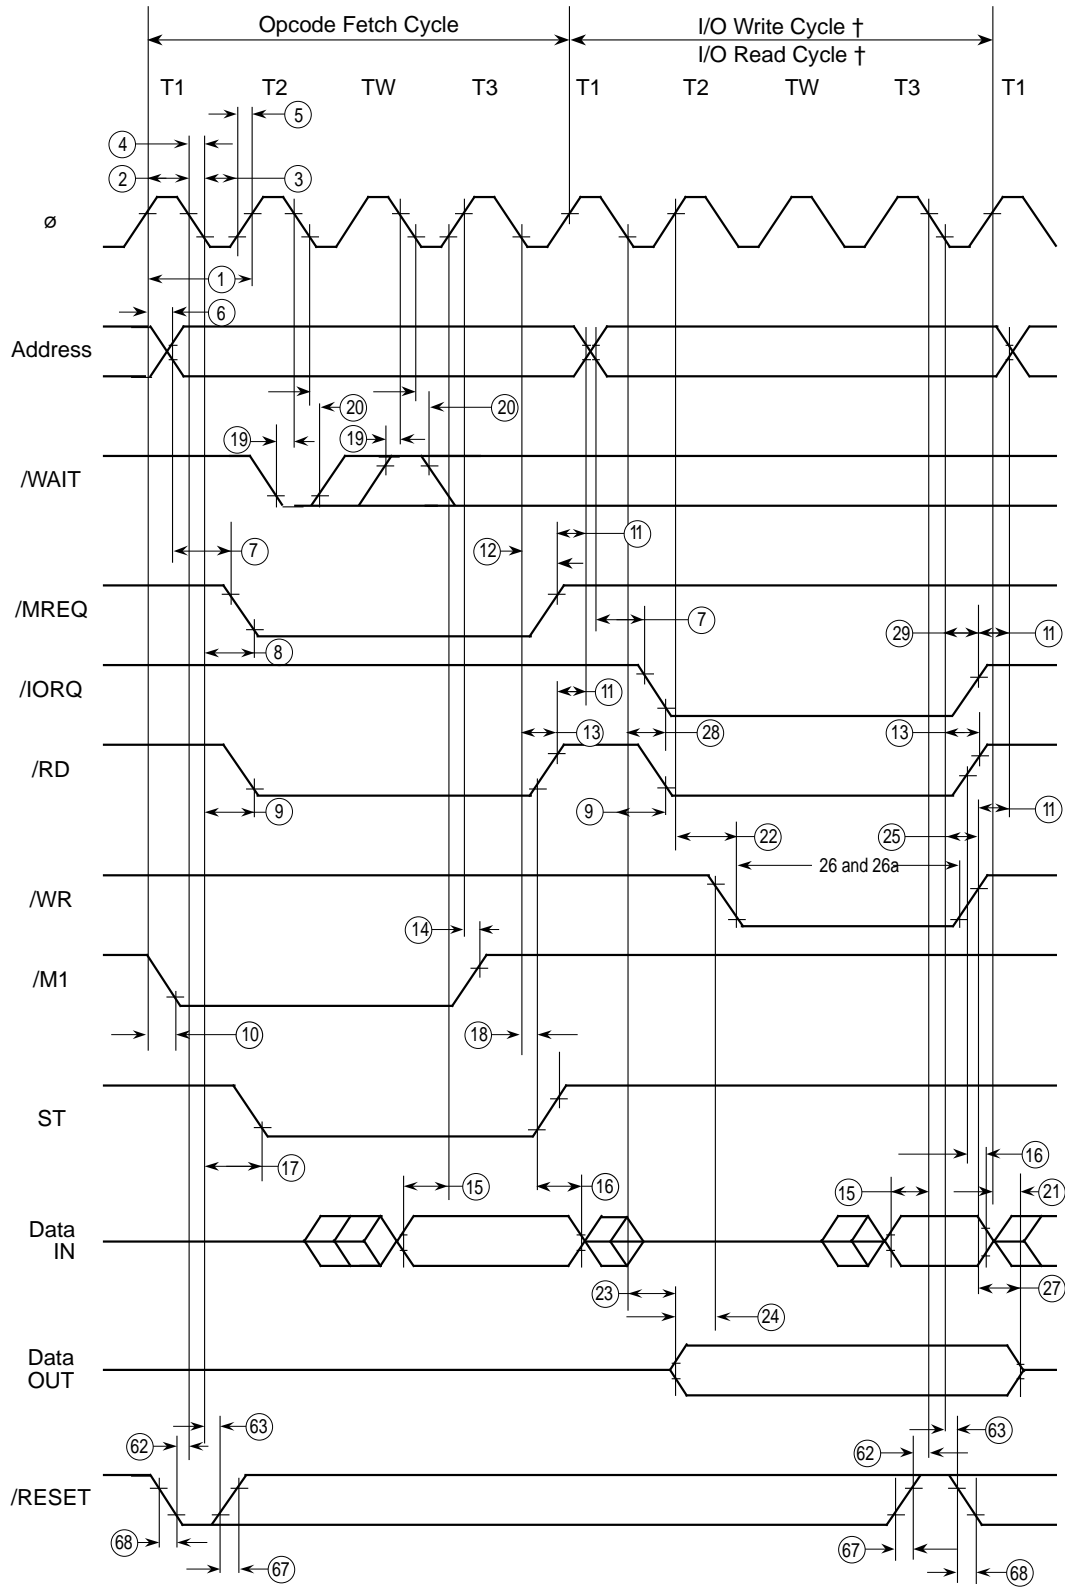 Opcode Fetch Cycle
I/O Write Cycle †
I/O Read Cycle †
T1 T2 TW T3 T1 T2 TW T3 T1
5
4
2 3
ø
1
6
Address
20 20
19 19
/WAIT
11
7 12
/MREQ
7 29 11
8
/IORQ
11
13 28 13
/RD
9 9 11
22 25
26 and 26a
/WR
14
/M1
10 18
ST
16
17 15 16 15 21
Data
IN
27
23
24
Data
OUT
63 63
62 62
/RESET
68 67 67 68